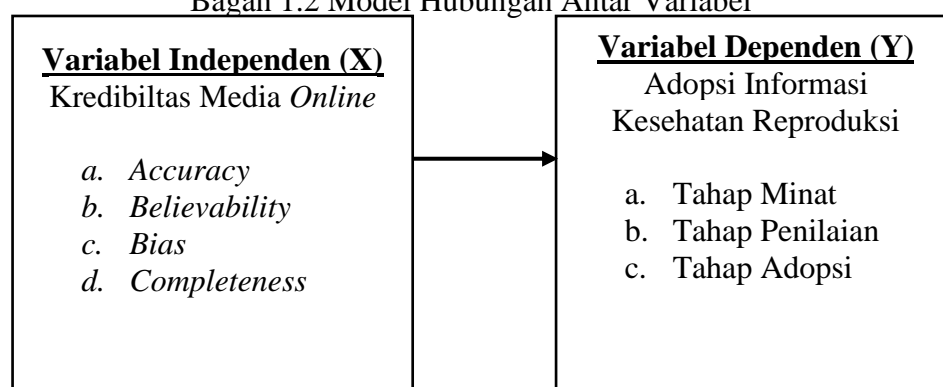 Bagan 1.2 Model Hubungan Antar Variabel
Variabel Independen (X)
Kredibiltas Media Online
a. Accuracy
b. Believability
c. Bias
d. Completeness
Variabel Dependen (Y)
Adopsi Informasi
Kesehatan Reproduksi
a. Tahap Minat
b. Tahap Penilaian
c. Tahap Adopsi